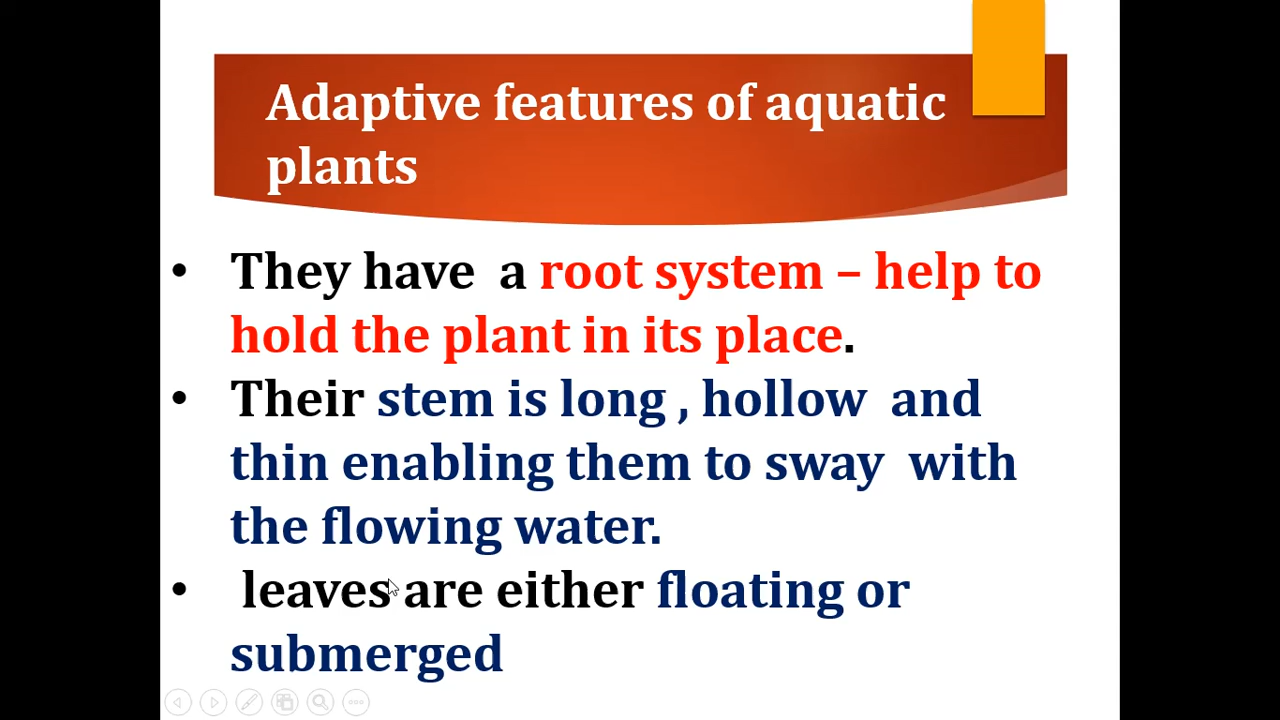 Adaptive features of aquatic
plants
• They have  a root system – help to
hold the plant in its place.
• Their stem is long , hollow  and
thin enabling them to sway  with
the flowing water.
• leaves are either floating or
submerged